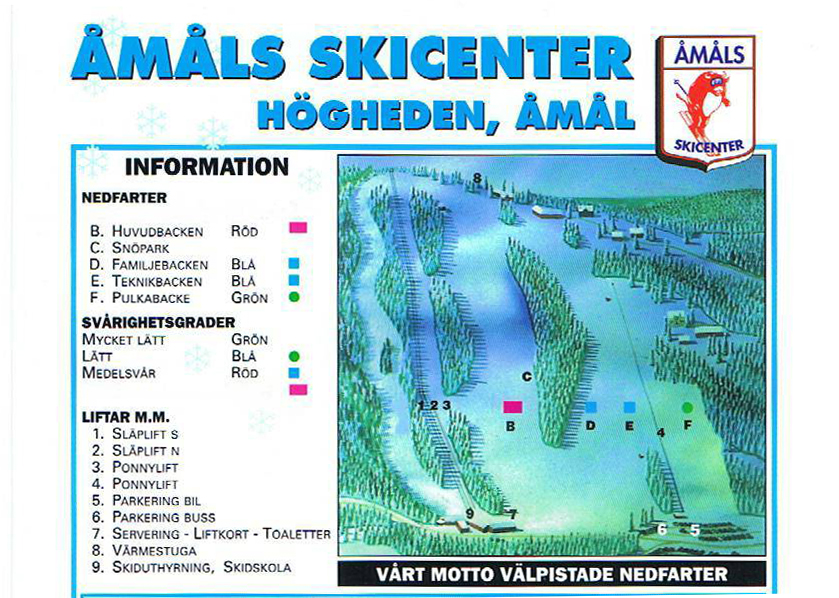 ÅMÅLS SKICENTER
HÖGHEDEN, ÅMÅL
ÅMÅLS
SKICENTER
INFORMATION
NEDFARTER
B. HUVUDBACKEN RÖD
C. SNÖPARK
D. FAMILJEBACKEN BLÅ
E. TEKNIKBACKEN BLÅ
F. PULKABACKE GRÖN
SVÅRIGHETSGRADER
MYCKET LÄTT GRÖN
LÄTT BLÅ
MEDELSVÅR RÖD
LIFTAR M.M.
1. SLÄPLIFT S
2. SLÄPLIFT N
3. PONNYLIFT
4. PONNYLIFT
5. PARKERING BIL
6. PARKERING BUSS
7. SERVERING - LIFTKORT - TOALETTER
8. VÄRMESTUGA
9. SKIDUTHYRNING, SKIDSKOLA
8
C
1 2 3
B D E F
4
9 7
6 5
VÅRT MOTTO VÄLPISTADE NEDFARTER